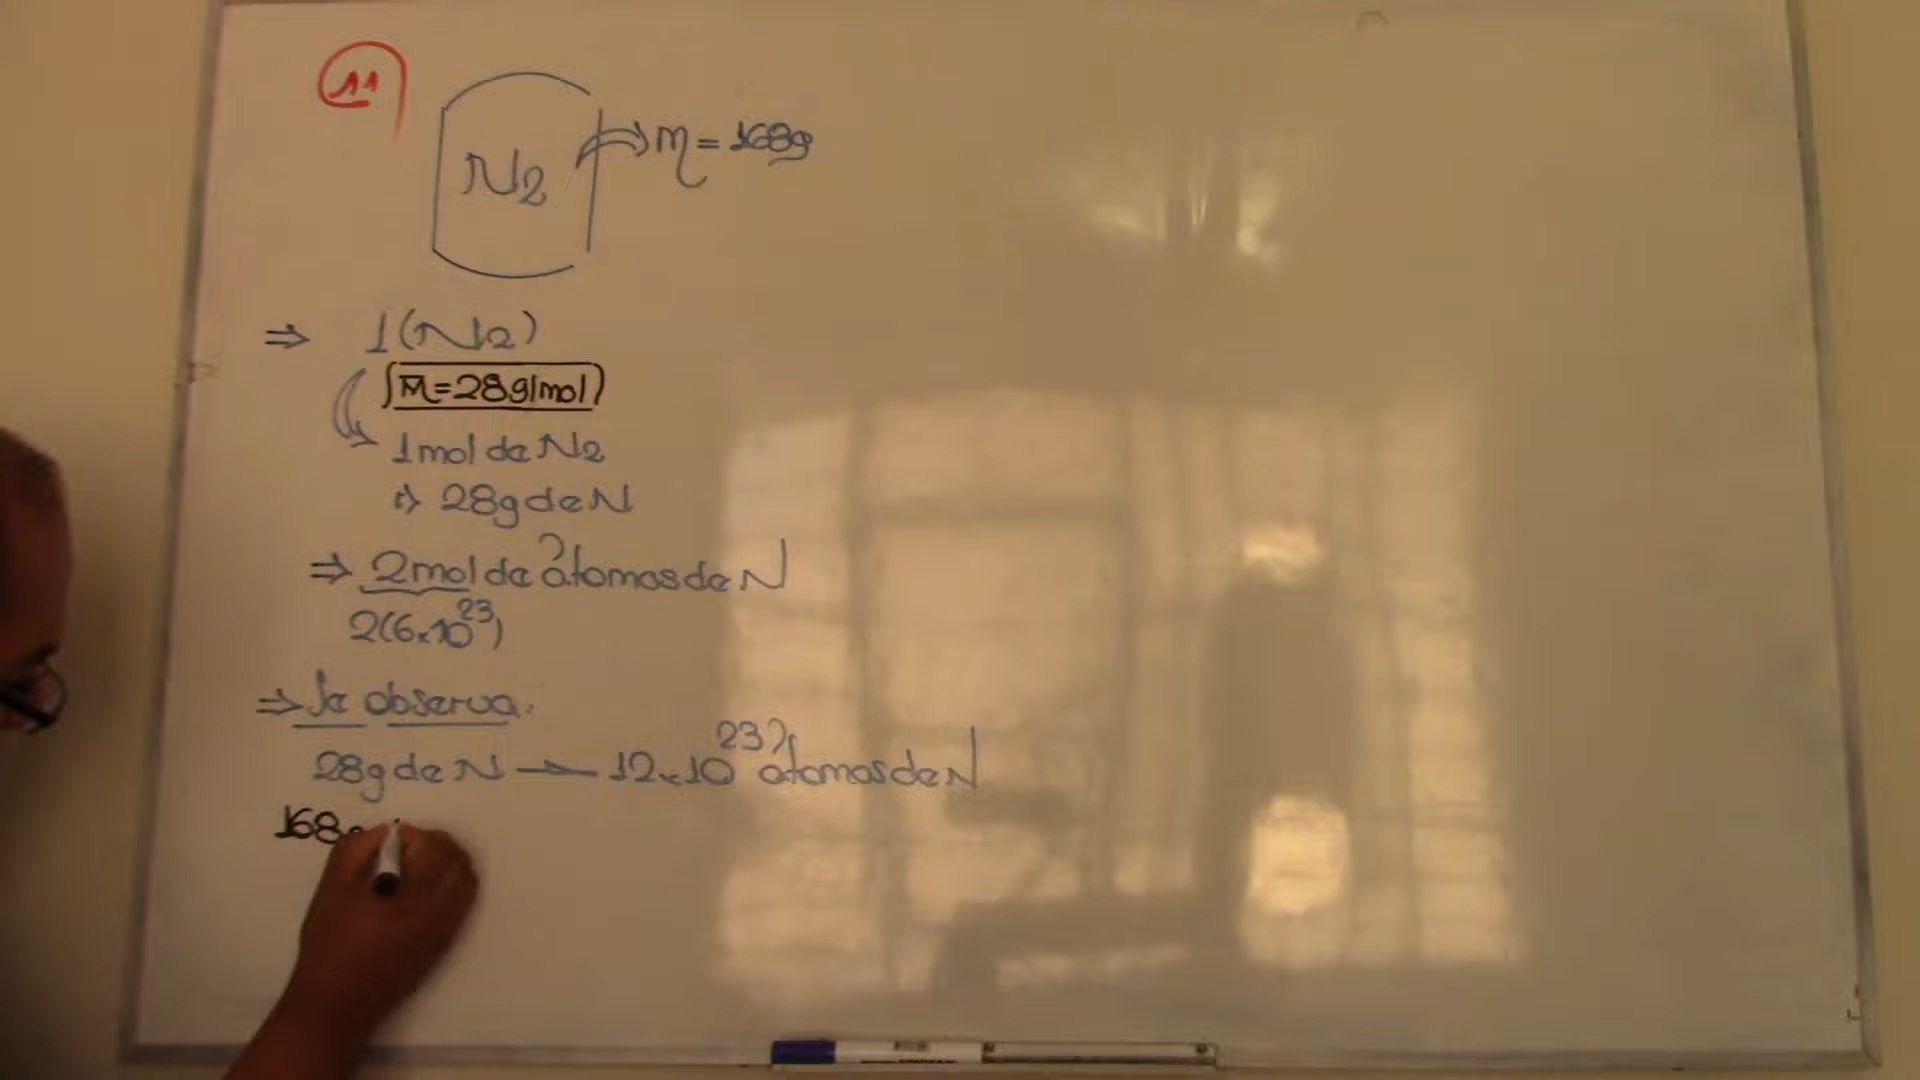 11
N2
m = 168g
⇒ 1(N2)
M̄=28g/mol
1mol de N2
⇒ 28g de N
⇒ 2mol de átomos de N
2(6x10²³)
⇒ Se observa:
28g de N — 12x10²³ átomos de N
168g